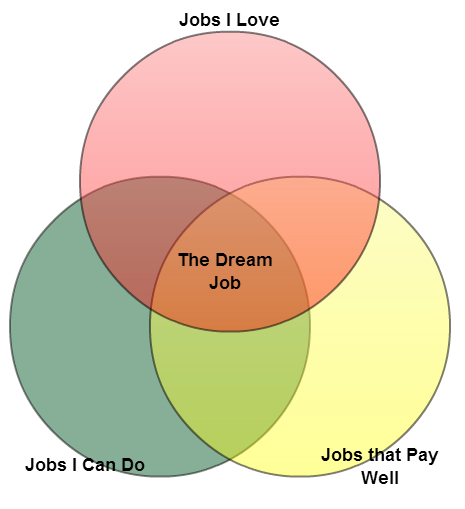 Jobs I Love
The Dream
Job
Jobs I Can Do
Jobs that Pay
Well